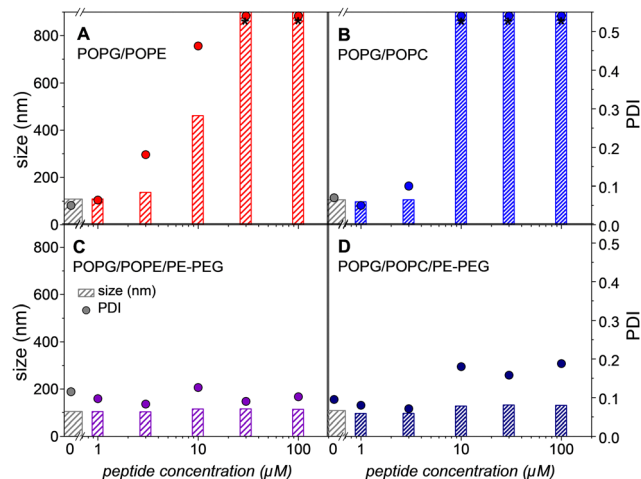 A
POPG/POPE
B
POPG/POPC
size (nm)
800
600
400
200
0
PDI
0.5
0.4
0.3
0.2
0.1
0.0
* * * * *
C
POPG/POPE/PE-PEG
size (nm)
PDI
D
POPG/POPC/PE-PEG
size (nm)
800
600
400
200
0
PDI
0.5
0.4
0.3
0.2
0.1
0.0
0 1 10 100 0 1 10 100
peptide concentration (µM) peptide concentration (µM)